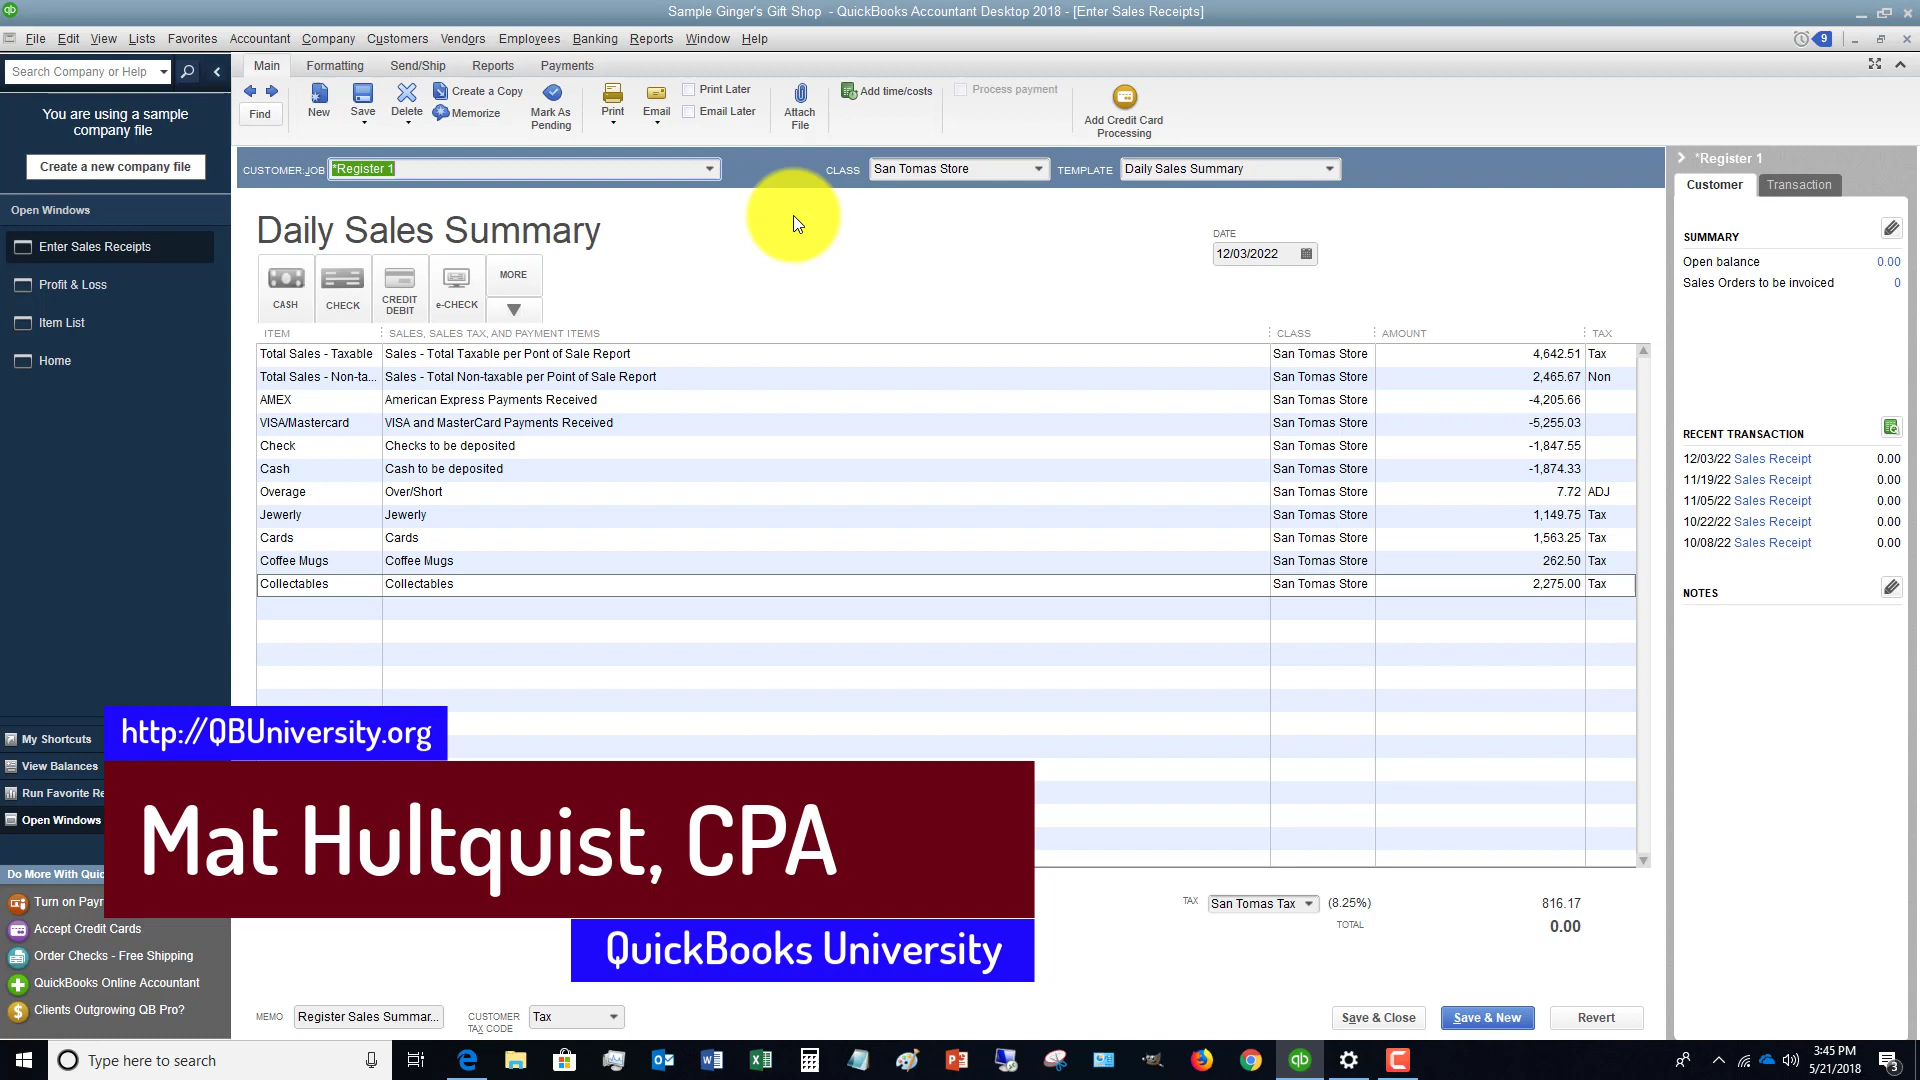 Sample Ginger's Gift Shop - QuickBooks Accountant Desktop 2018 - [Enter Sales Receipts]
File Edit View Lists Favorites Accountant Company Customers Vendors Employees Banking Reports Window Help
9
Search Company or Help
You are using a sample
company file
Create a new company file
Open Windows
Enter Sales Receipts
Profit & Loss
Item List
Home
My Shortcuts
View Balances
Run Favorite Re
Open Windows
Do More With Quic
Turn on Payr
Accept Credit Cards
Order Checks - Free Shipping
QuickBooks Online Accountant
Clients Outgrowing QB Pro?
Main Formatting Send/Ship Reports Payments
Find
New
Save
Delete
Create a Copy
Memorize
Mark As
Pending
Print
Email
Print Later
Email Later
Attach
File
Add time/costs
Process payment
Add Credit Card
Processing
CUSTOMER:JOB *Register 1 CLASS San Tomas Store TEMPLATE Daily Sales Summary
Daily Sales Summary
DATE
12/03/2022
CASH
CHECK
CREDIT
DEBIT
e-CHECK
MORE
ITEM SALES, SALES TAX, AND PAYMENT ITEMS CLASS AMOUNT TAX
Total Sales - Taxable Sales - Total Taxable per Pont of Sale Report San Tomas Store 4,642.51 Tax
Total Sales - Non-ta... Sales - Total Non-taxable per Point of Sale Report San Tomas Store 2,465.67 Non
AMEX American Express Payments Received San Tomas Store -4,205.66
VISA/Mastercard VISA and MasterCard Payments Received San Tomas Store -5,255.03
Check Checks to be deposited San Tomas Store -1,847.55
Cash Cash to be deposited San Tomas Store -1,874.33
Overage Over/Short San Tomas Store 7.72 ADJ
Jewerly Jewerly San Tomas Store 1,149.75 Tax
Cards Cards San Tomas Store 1,563.25 Tax
Coffee Mugs Coffee Mugs San Tomas Store 262.50 Tax
Collectables Collectables San Tomas Store 2,275.00 Tax
http://QBUniversity.org
Mat Hultquist, CPA
QuickBooks University
TAX San Tomas Tax (8.25%) 816.17
TOTAL 0.00
MEMO Register Sales Summar...
CUSTOMER
TAX CODE
Tax
Save & Close Save & New Revert
*Register 1
Customer Transaction
SUMMARY
Open balance 0.00
Sales Orders to be invoiced 0
RECENT TRANSACTION
12/03/22 Sales Receipt 0.00
11/19/22 Sales Receipt 0.00
11/05/22 Sales Receipt 0.00
10/22/22 Sales Receipt 0.00
10/08/22 Sales Receipt 0.00
NOTES
Type here to search
3:45 PM
5/21/2018
3